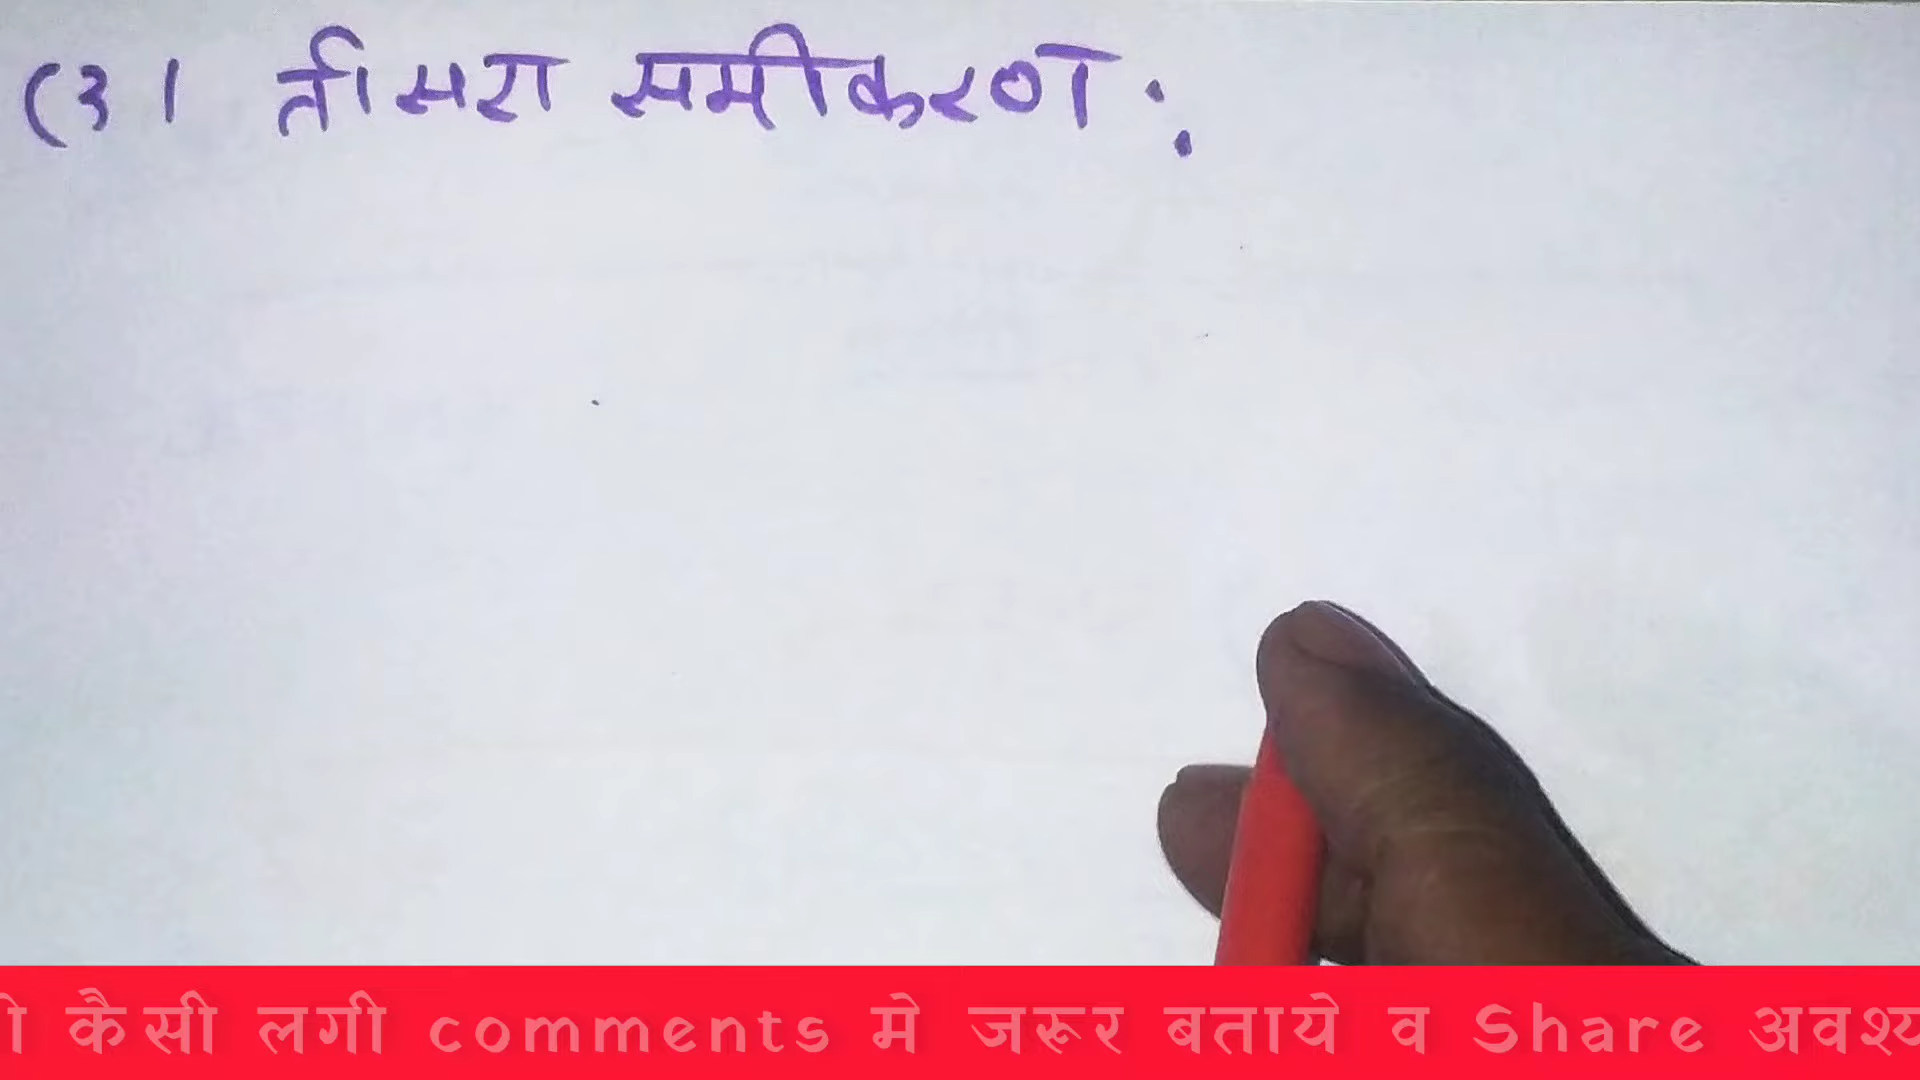 (3) तीसरा समीकरण :
कैसी लगी comments मे जरूर बताये व Share अवश्य